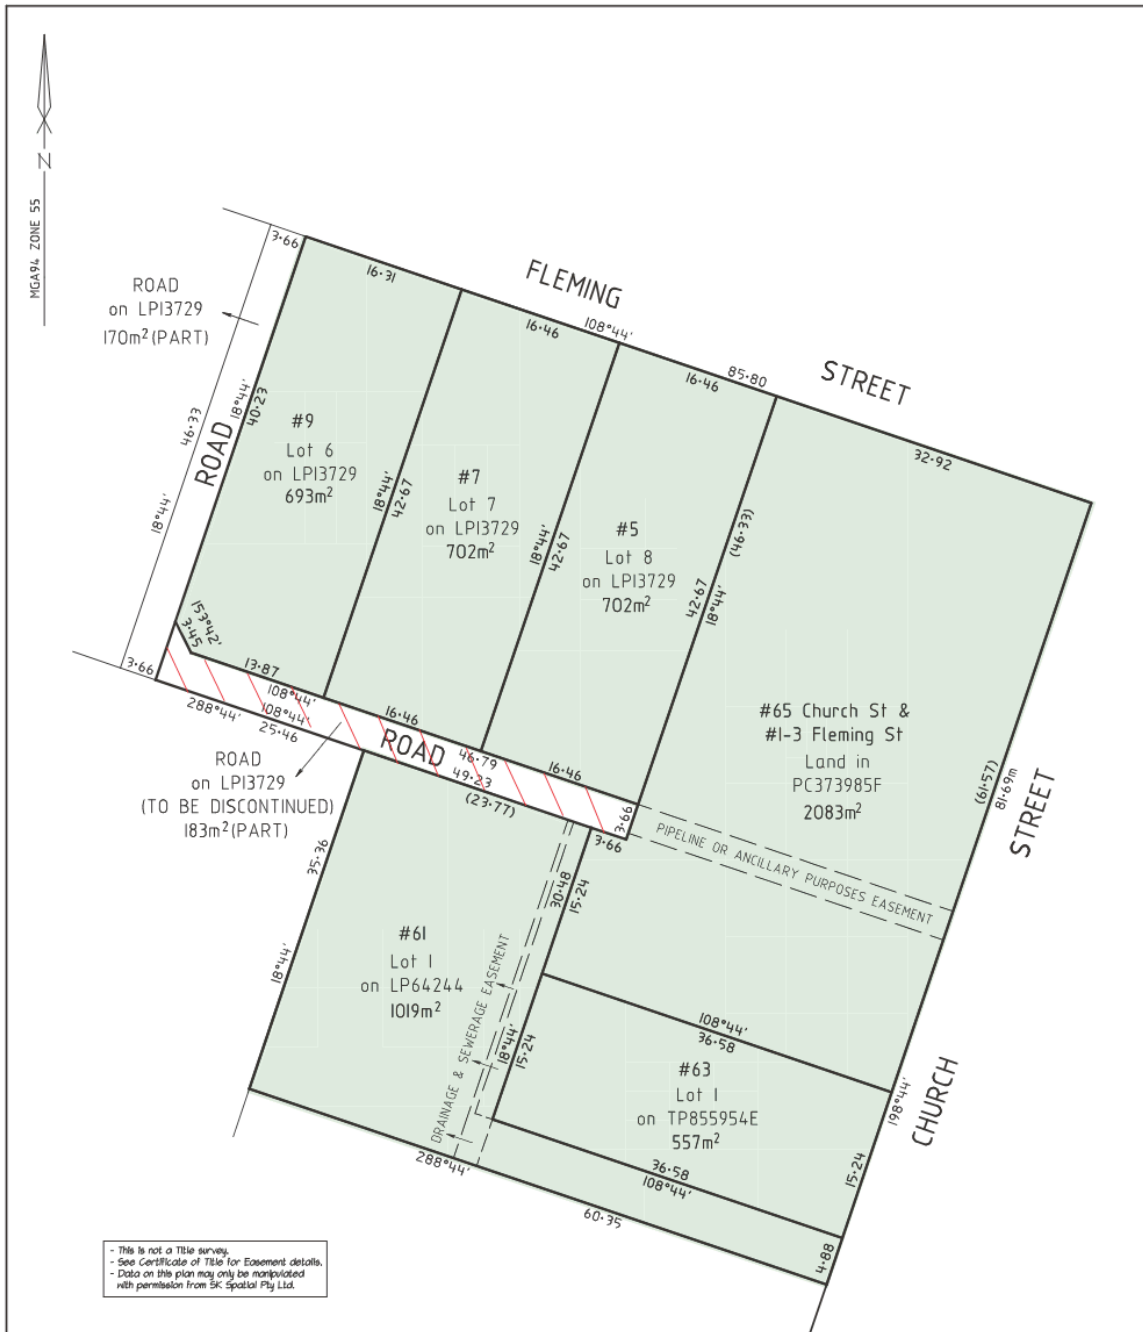 MGA94 ZONE 55
N
3·66
16·31
FLEMING
108°44'
85·80
STREET
16·46
16·46
32·92
ROAD
on LP13729
170m²(PART)
46·33
18°44'
ROAD
18°44'
40·23
#9
Lot 6
on LP13729
693m²
18°44'
42·67
#7
Lot 7
on LP13729
702m²
18°44'
42·67
#5
Lot 8
on LP13729
702m²
(46·33)
42·67
18°44'
153°42'
3·45
3·66
13·87
108°44'
108°44'
288°44'
25·46
16·46
ROAD
46·79
49·23
(23·77)
16·46
3·66
3·66
ROAD
on LP13729
(TO BE DISCONTINUED)
183m²(PART)
#65 Church St &
#1-3 Fleming St
Land in
PC373985F
2083m²
(61·57)
81·69m
STREET
PIPELINE OR ANCILLARY PURPOSES EASEMENT
35·36
18°44'
30·48
15·24
#61
Lot 1
on LP64244
1019m²
DRAINAGE & SEWERAGE EASEMENT
18°44'
15·24
108°44'
36·58
#63
Lot 1
on TP855954E
557m²
198°44'
CHURCH
15·24
36·58
108°44'
288°44'
60·35
4·88
- This is not a Title survey.
- See Certificate of Title for Easement details.
- Data on this plan may only be manipulated
with permission from SK Spatial Pty Ltd.